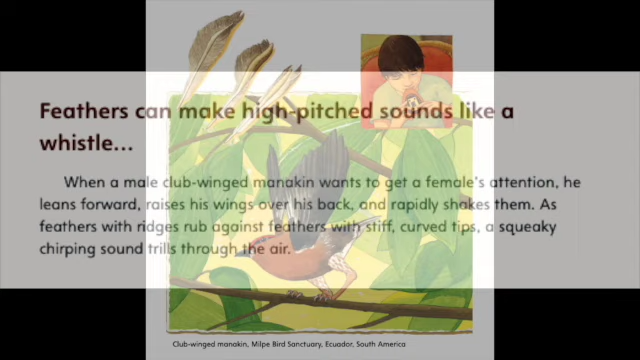 Feathers can make high-pitched sounds like a
whistle...
When a male club-winged manakin wants to get a female's attention, he
leans forward, raises his wings over his back, and rapidly shakes them. As
feathers with ridges rub against feathers with stiff, curved tips, a squeaky
chirping sound trills through the air.
Club-winged manakin, Milpe Bird Sanctuary, Ecuador, South America